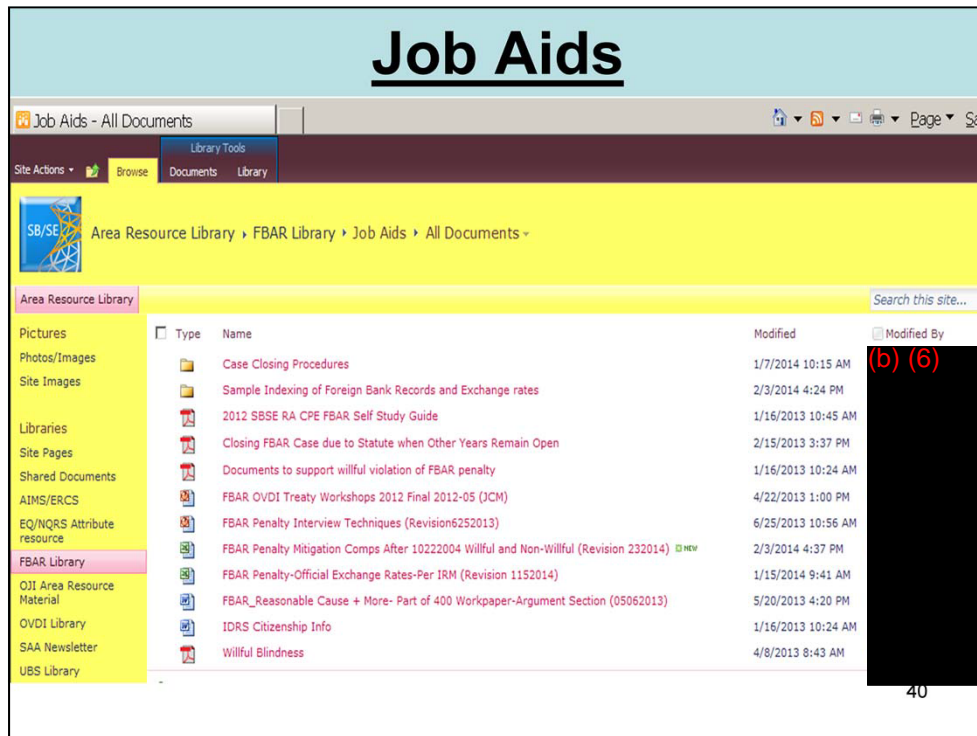 Job Aids
Job Aids - All Documents
Page
Library Tools
Site Actions
Browse
Documents
Library
SB/SE
Area Resource Library › FBAR Library › Job Aids › All Documents
Area Resource Library
Search this site...
Pictures
Photos/Images
Site Images
Libraries
Site Pages
Shared Documents
AIMS/ERCS
EQ/NQRS Attribute
resource
FBAR Library
OJI Area Resource
Material
OVDI Library
SAA Newsletter
UBS Library
Type Name Modified Modified By
Case Closing Procedures 1/7/2014 10:15 AM
(b) (6)
Sample Indexing of Foreign Bank Records and Exchange rates 2/3/2014 4:24 PM
2012 SBSE RA CPE FBAR Self Study Guide 1/16/2013 10:45 AM
Closing FBAR Case due to Statute when Other Years Remain Open 2/15/2013 3:37 PM
Documents to support willful violation of FBAR penalty 1/16/2013 10:24 AM
FBAR OVDI Treaty Workshops 2012 Final 2012-05 (JCM) 4/22/2013 1:00 PM
FBAR Penalty Interview Techniques (Revision6252013) 6/25/2013 10:56 AM
FBAR Penalty Mitigation Comps After 10222004 Willful and Non-Willful (Revision 232014) NEW 2/3/2014 4:37 PM
FBAR Penalty-Official Exchange Rates-Per IRM (Revision 1152014) 1/15/2014 9:41 AM
FBAR_Reasonable Cause + More- Part of 400 Workpaper-Argument Section (05062013) 5/20/2013 4:20 PM
IDRS Citizenship Info 1/16/2013 10:24 AM
Willful Blindness 4/8/2013 8:43 AM
40